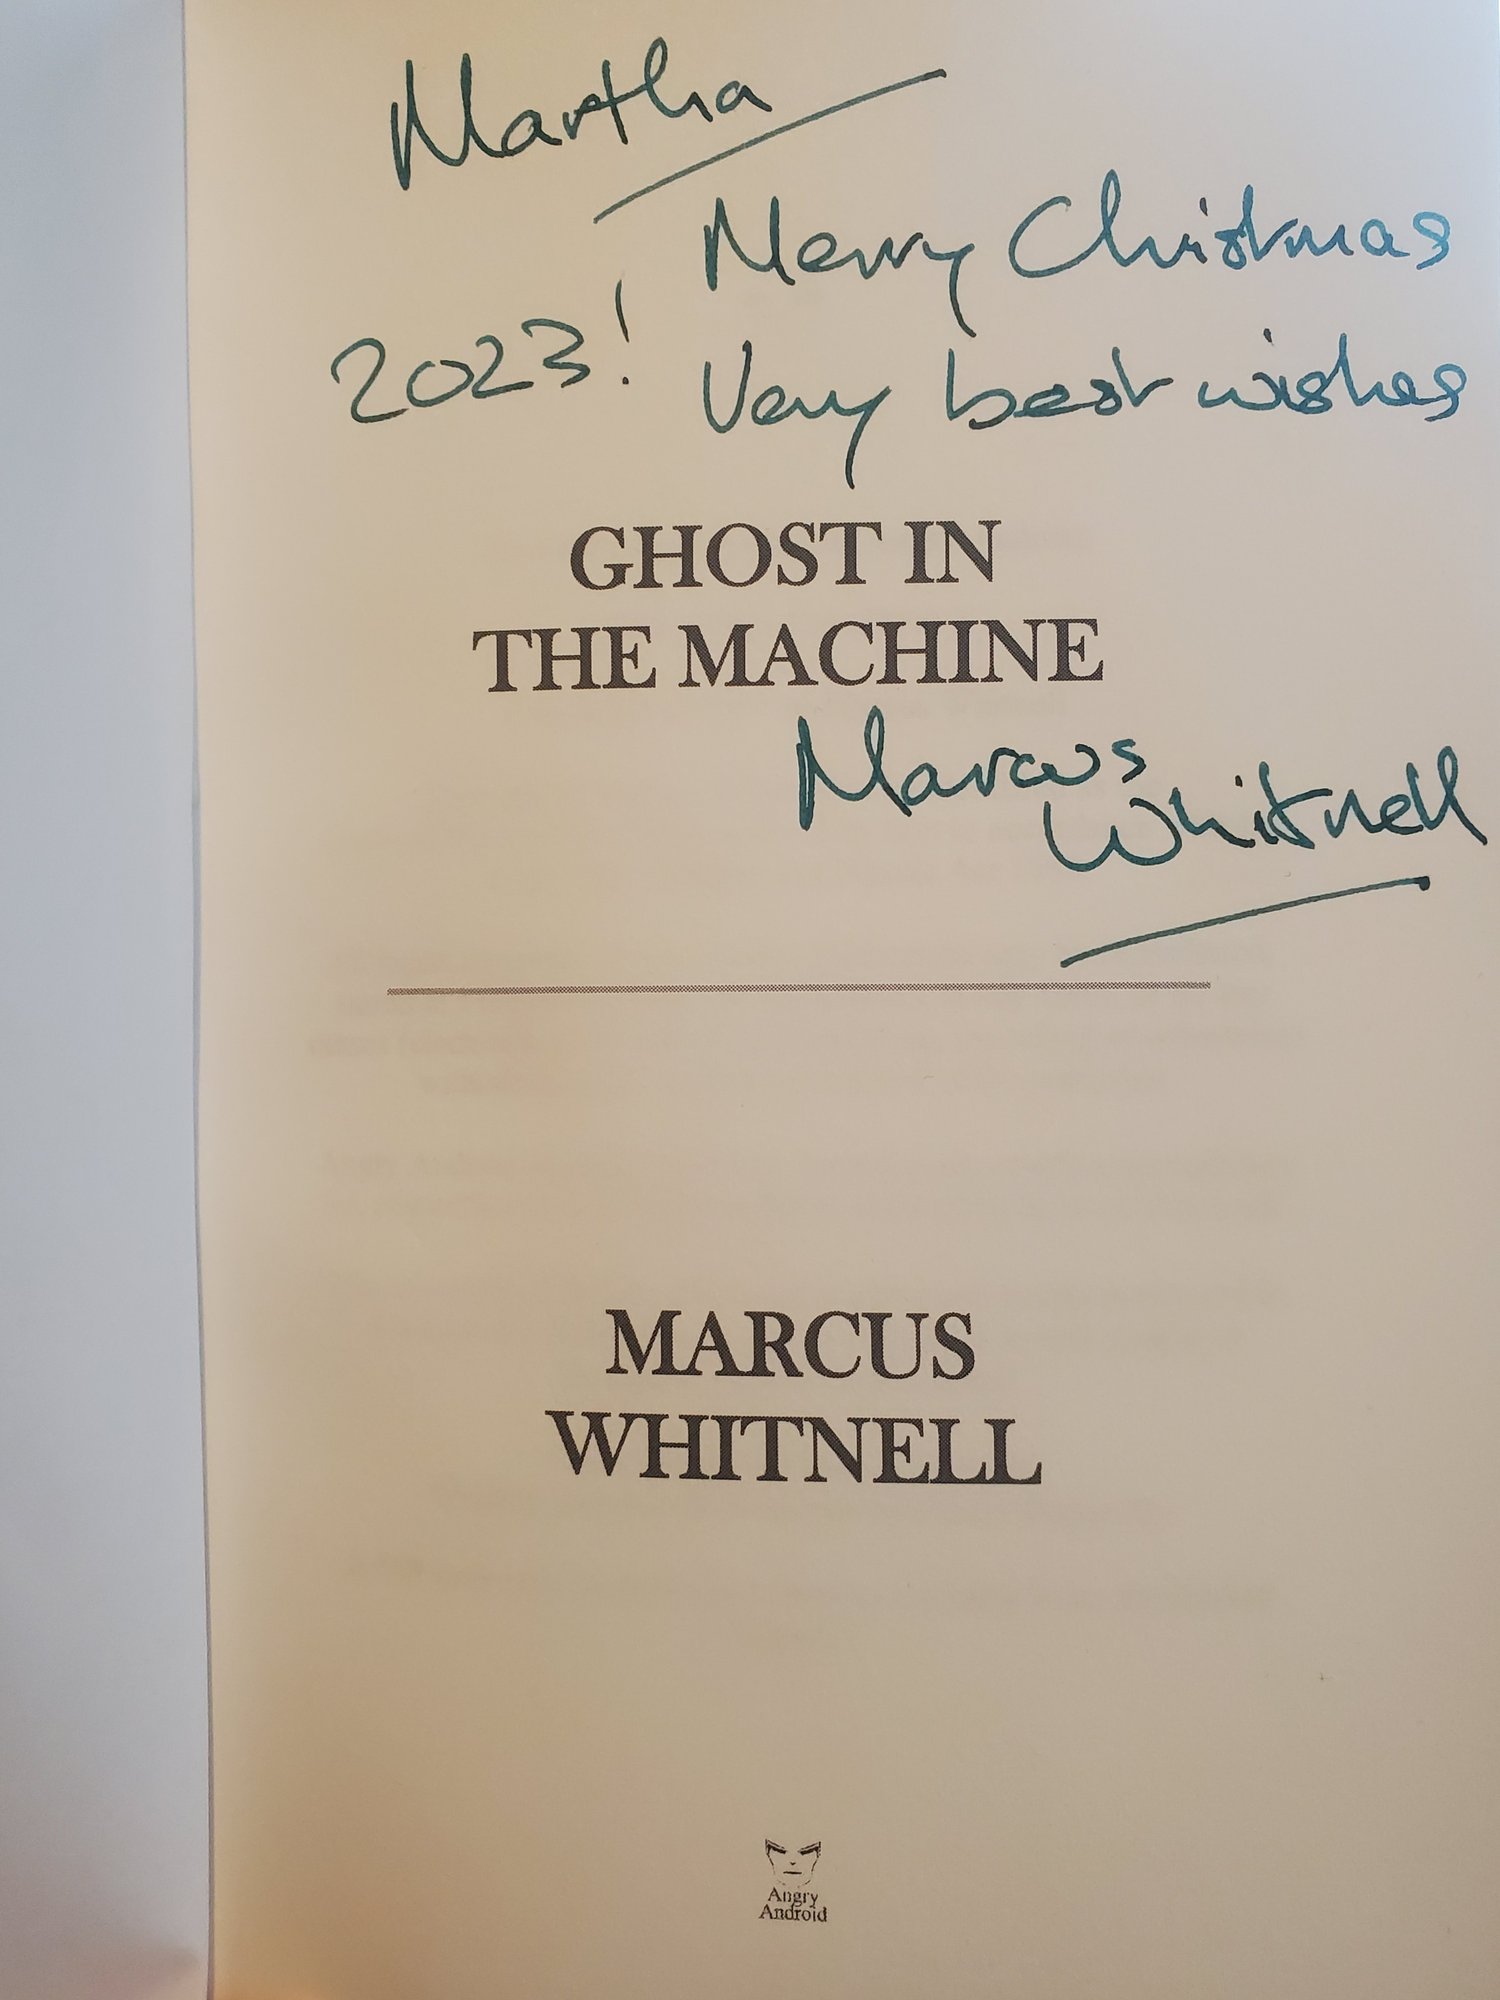 Martha
Merry Christmas
2023!
Very best wishes
GHOST IN
THE MACHINE
Marcus
Whitnell
MARCUS
WHITNELL
Angry
Android